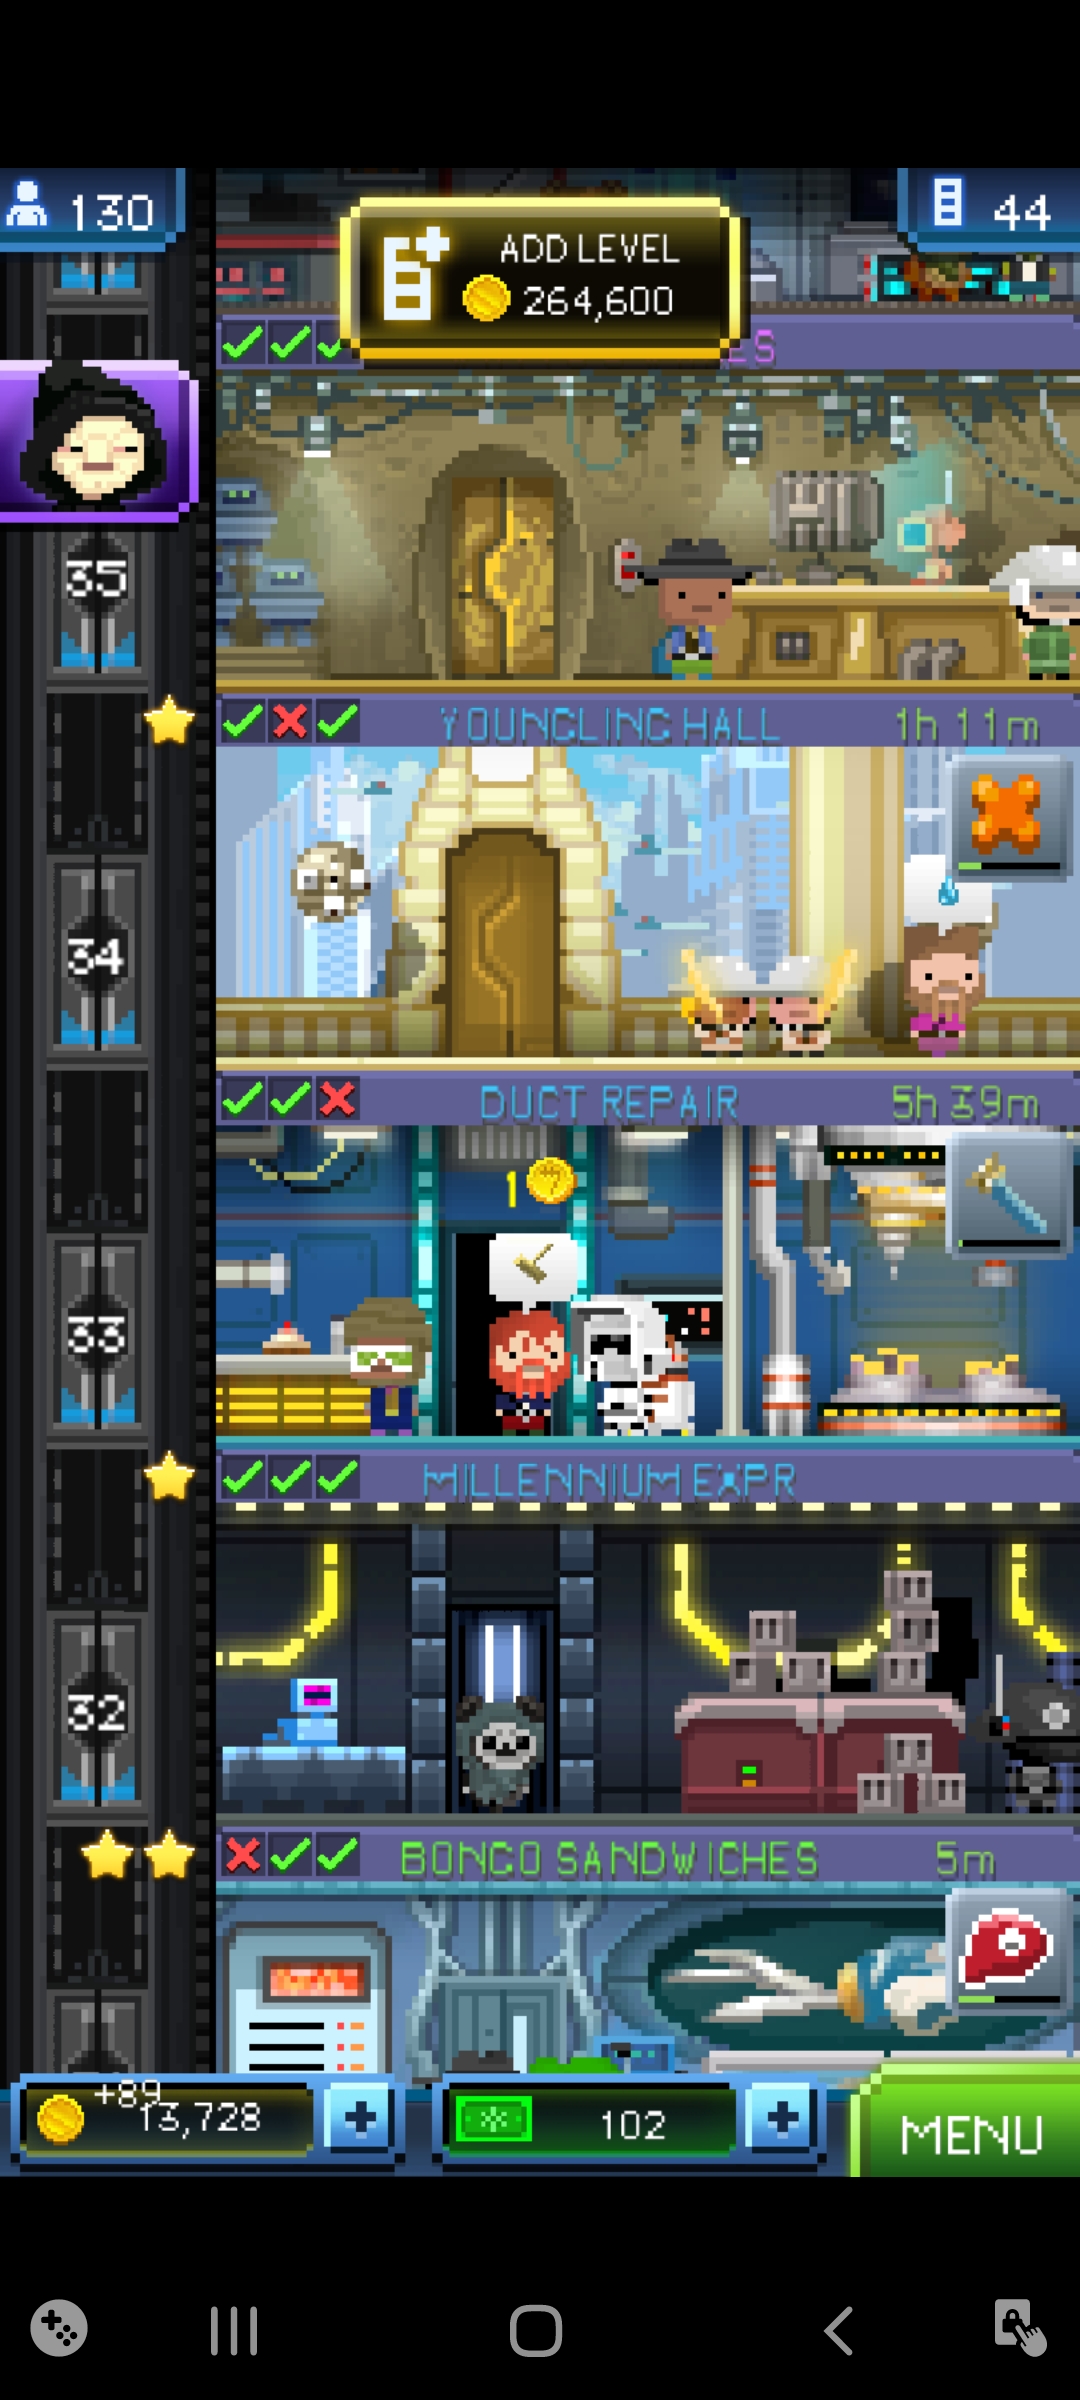 130
44
ADD LEVEL
264,600
ES
35
YOUNGLING HALL 1h 11m
34
DUCT REPAIR 5h 39m
1
33
MILLENNIUM EXPR
32
BONGO SANDWICHES 5m
+89
13,728
102
MENU